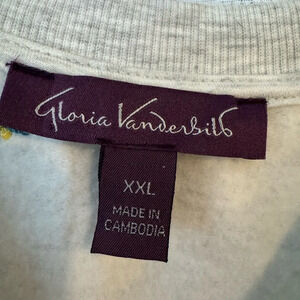 Gloria Vanderbilt
XXL
MADE IN
CAMBODIA